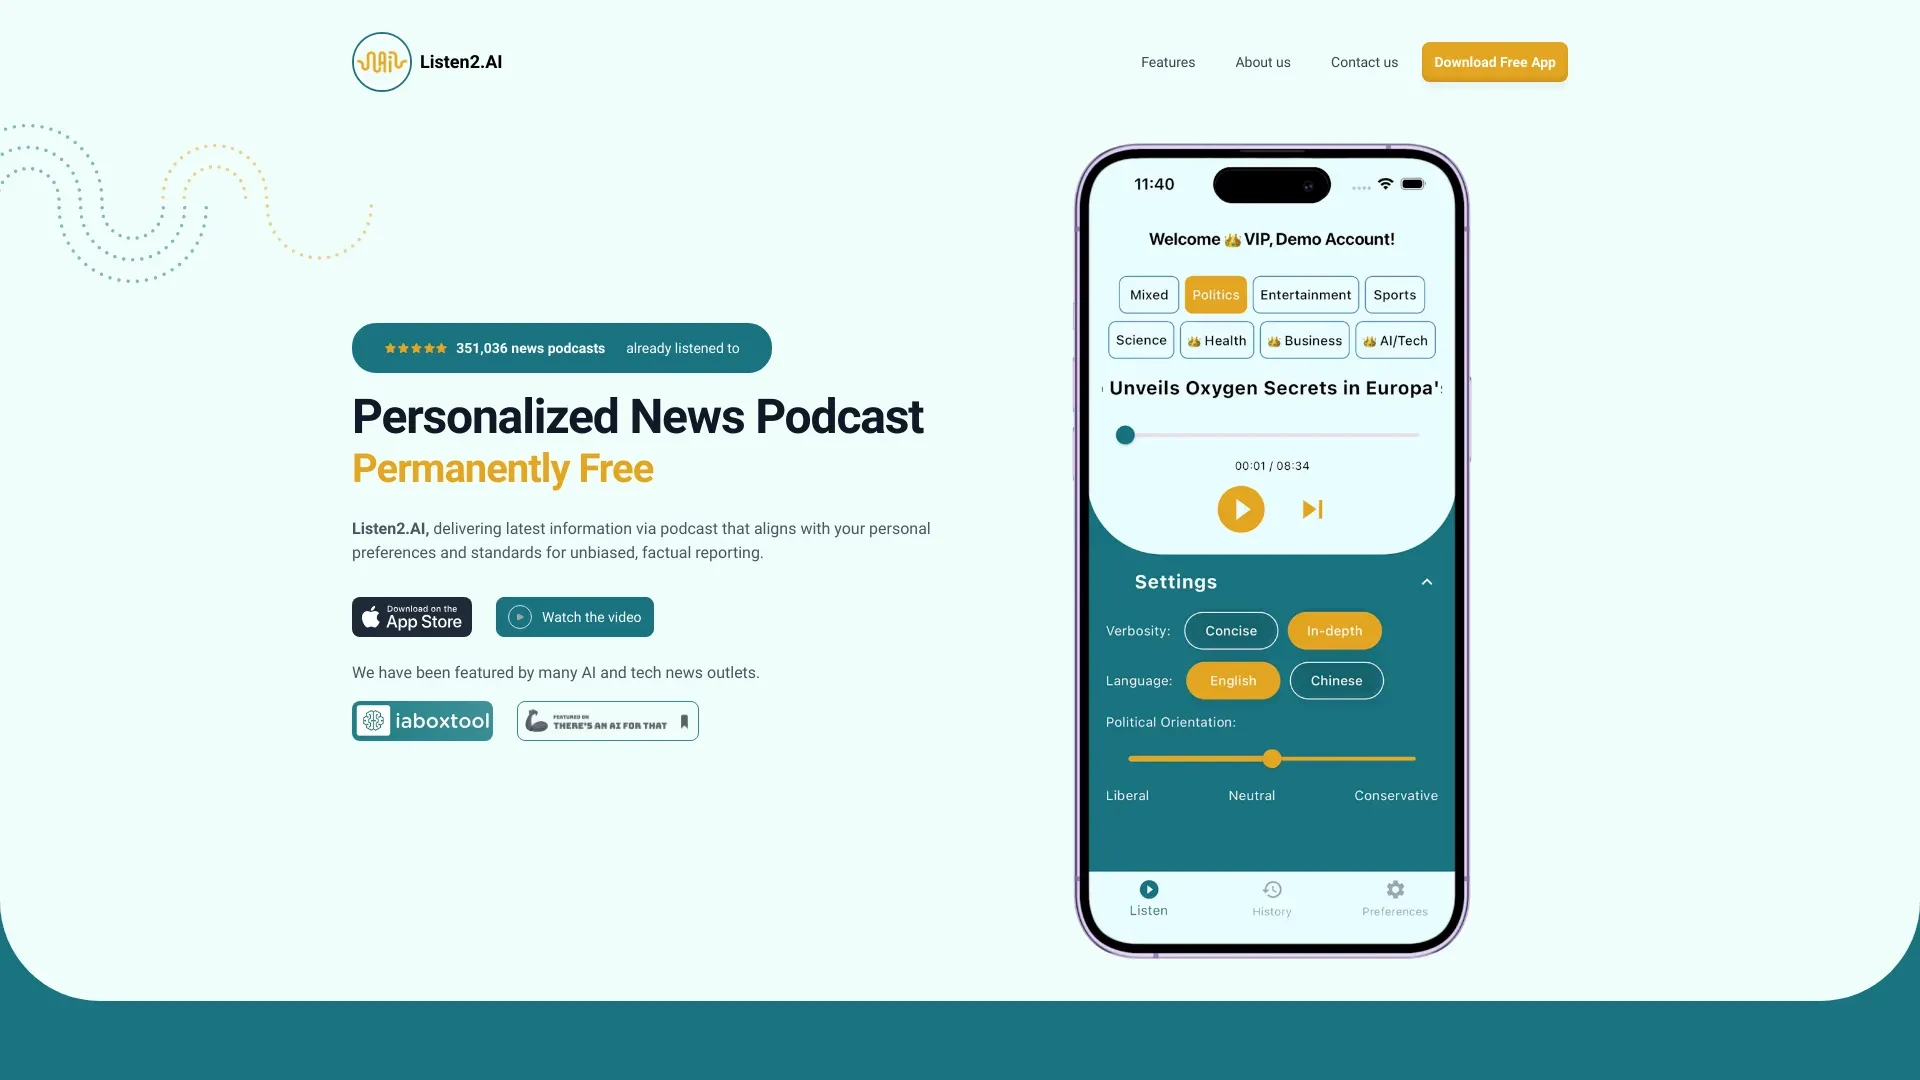 Listen2.AI
Features
About us
Contact us
Download Free App
351,036 news podcasts already listened to
Personalized News Podcast
Permanently Free
Listen2.AI, delivering latest information via podcast that aligns with your personal
preferences and standards for unbiased, factual reporting.
Download on the
App Store
Watch the video
We have been featured by many AI and tech news outlets.
iaboxtool
FEATURED ON
THERE'S AN AI FOR THAT
11:40
Welcome 👑 VIP, Demo Account!
Mixed
Politics
Entertainment
Sports
Science
👑 Health
👑 Business
👑 AI/Tech
Unveils Oxygen Secrets in Europa'
00:01 / 08:34
Settings
Verbosity:
Concise
In-depth
Language:
English
Chinese
Political Orientation:
Liberal
Neutral
Conservative
Listen
History
Preferences